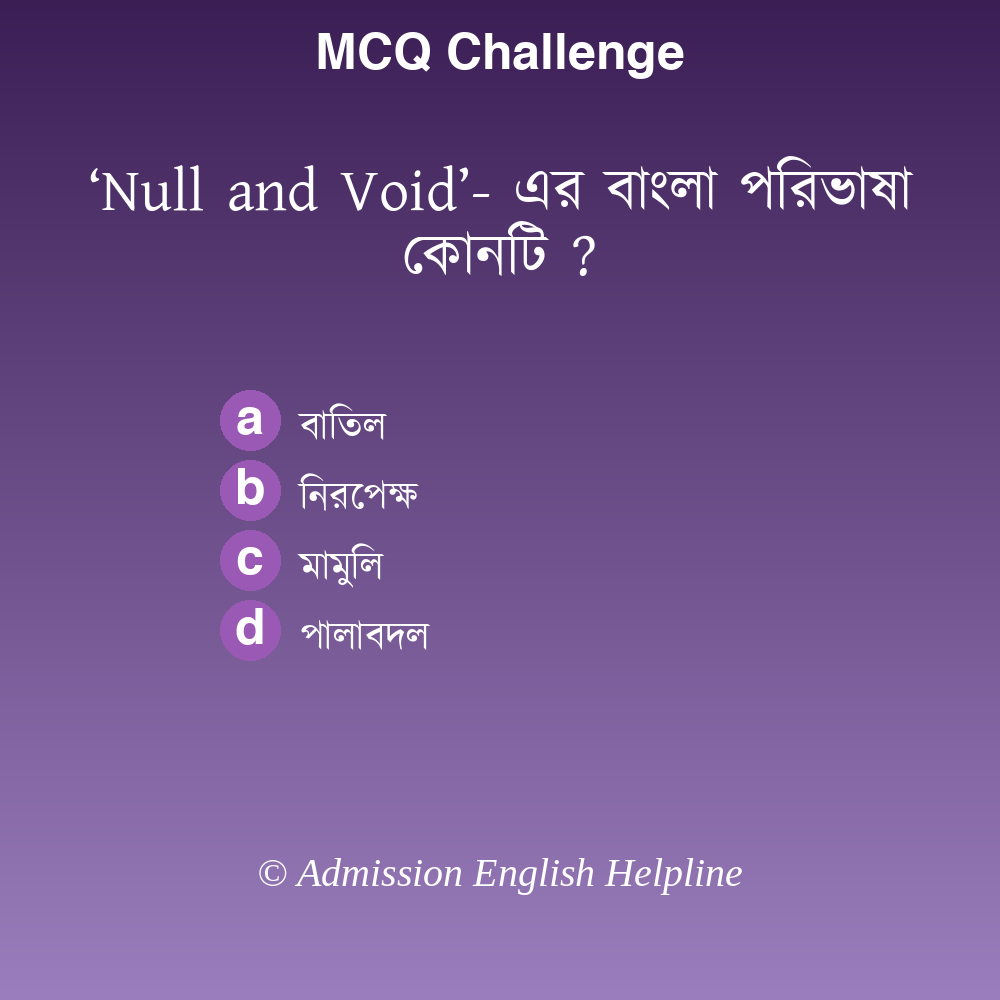 MCQ Challenge
‘Null and Void’- এর বাংলা পরিভাষা
কোনটি ?
a বাতিল
b নিরপেক্ষ
c মামুলি
d পালাবদল
© Admission English Helpline